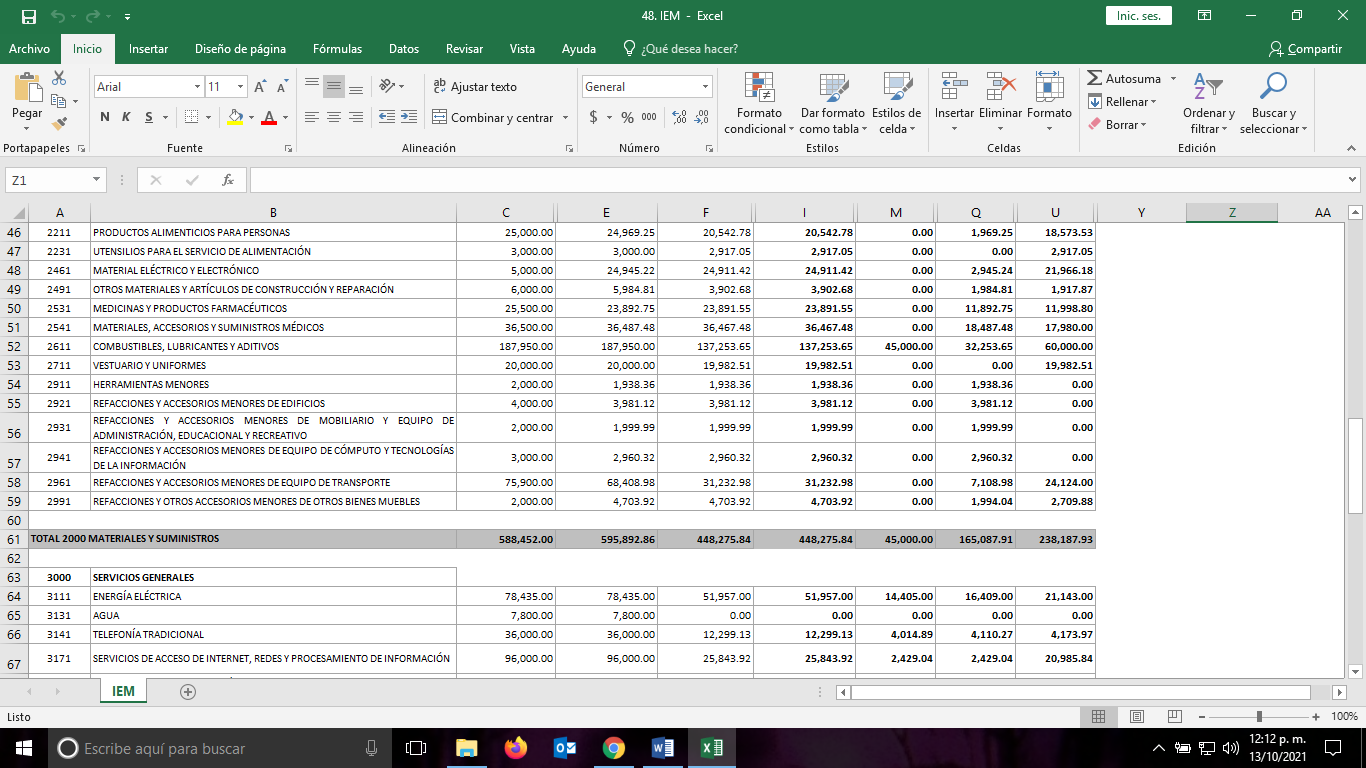 48. IEM - Excel
Inic. ses.
Archivo Inicio Insertar Diseño de página Fórmulas Datos Revisar Vista Ayuda ¿Qué desea hacer? Compartir
Pegar
Arial 11
N K S
Ajustar texto
Combinar y centrar
General
$ % 000
Formato condicional
Dar formato como tabla
Estilos de celda
Insertar Eliminar Formato
Autosuma
Rellenar
Borrar
Ordenar y filtrar
Buscar y seleccionar
Portapapeles Fuente Alineación Número Estilos Celdas Edición
Z1 fx
A B C E F I M Q U Y Z AA
46 2211 PRODUCTOS ALIMENTICIOS PARA PERSONAS 25,000.00 24,969.25 20,542.78 20,542.78 0.00 1,969.25 18,573.53
47 2231 UTENSILIOS PARA EL SERVICIO DE ALIMENTACIÓN 3,000.00 3,000.00 2,917.05 2,917.05 0.00 0.00 2,917.05
48 2461 MATERIAL ELÉCTRICO Y ELECTRÓNICO 5,000.00 24,945.22 24,911.42 24,911.42 0.00 2,945.24 21,966.18
49 2491 OTROS MATERIALES Y ARTÍCULOS DE CONSTRUCCIÓN Y REPARACIÓN 6,000.00 5,984.81 3,902.68 3,902.68 0.00 1,984.81 1,917.87
50 2531 MEDICINAS Y PRODUCTOS FARMACÉUTICOS 25,500.00 23,892.75 23,891.55 23,891.55 0.00 11,892.75 11,998.80
51 2541 MATERIALES, ACCESORIOS Y SUMINISTROS MÉDICOS 36,500.00 36,487.48 36,467.48 36,467.48 0.00 18,487.48 17,980.00
52 2611 COMBUSTIBLES, LUBRICANTES Y ADITIVOS 187,950.00 187,950.00 137,253.65 137,253.65 45,000.00 32,253.65 60,000.00
53 2711 VESTUARIO Y UNIFORMES 20,000.00 20,000.00 19,982.51 19,982.51 0.00 0.00 19,982.51
54 2911 HERRAMIENTAS MENORES 2,000.00 1,938.36 1,938.36 1,938.36 0.00 1,938.36 0.00
55 2921 REFACCIONES Y ACCESORIOS MENORES DE EDIFICIOS 4,000.00 3,981.12 3,981.12 3,981.12 0.00 3,981.12 0.00
56 2931 REFACCIONES Y ACCESORIOS MENORES DE MOBILIARIO Y EQUIPO DE
ADMINISTRACIÓN, EDUCACIONAL Y RECREATIVO 2,000.00 1,999.99 1,999.99 1,999.99 0.00 1,999.99 0.00
57 2941 REFACCIONES Y ACCESORIOS MENORES DE EQUIPO DE CÓMPUTO Y TECNOLOGÍAS
DE LA INFORMACIÓN 3,000.00 2,960.32 2,960.32 2,960.32 0.00 2,960.32 0.00
58 2961 REFACCIONES Y ACCESORIOS MENORES DE EQUIPO DE TRANSPORTE 75,900.00 68,408.98 31,232.98 31,232.98 0.00 7,108.98 24,124.00
59 2991 REFACCIONES Y OTROS ACCESORIOS MENORES DE OTROS BIENES MUEBLES 2,000.00 4,703.92 4,703.92 4,703.92 0.00 1,994.04 2,709.88
60
61 TOTAL 2000 MATERIALES Y SUMINISTROS 588,452.00 595,892.86 448,275.84 448,275.84 45,000.00 165,087.91 238,187.93
62
63 3000 SERVICIOS GENERALES
64 3111 ENERGÍA ELÉCTRICA 78,435.00 78,435.00 51,957.00 51,957.00 14,405.00 16,409.00 21,143.00
65 3131 AGUA 7,800.00 7,800.00 0.00 0.00 0.00 0.00 0.00
66 3141 TELEFONÍA TRADICIONAL 36,000.00 36,000.00 12,299.13 12,299.13 4,014.89 4,110.27 4,173.97
67 3171 SERVICIOS DE ACCESO DE INTERNET, REDES Y PROCESAMIENTO DE INFORMACIÓN 96,000.00 96,000.00 25,843.92 25,843.92 2,429.04 2,429.04 20,985.84
IEM
Listo 100%
Escribe aquí para buscar
12:12 p. m.
13/10/2021